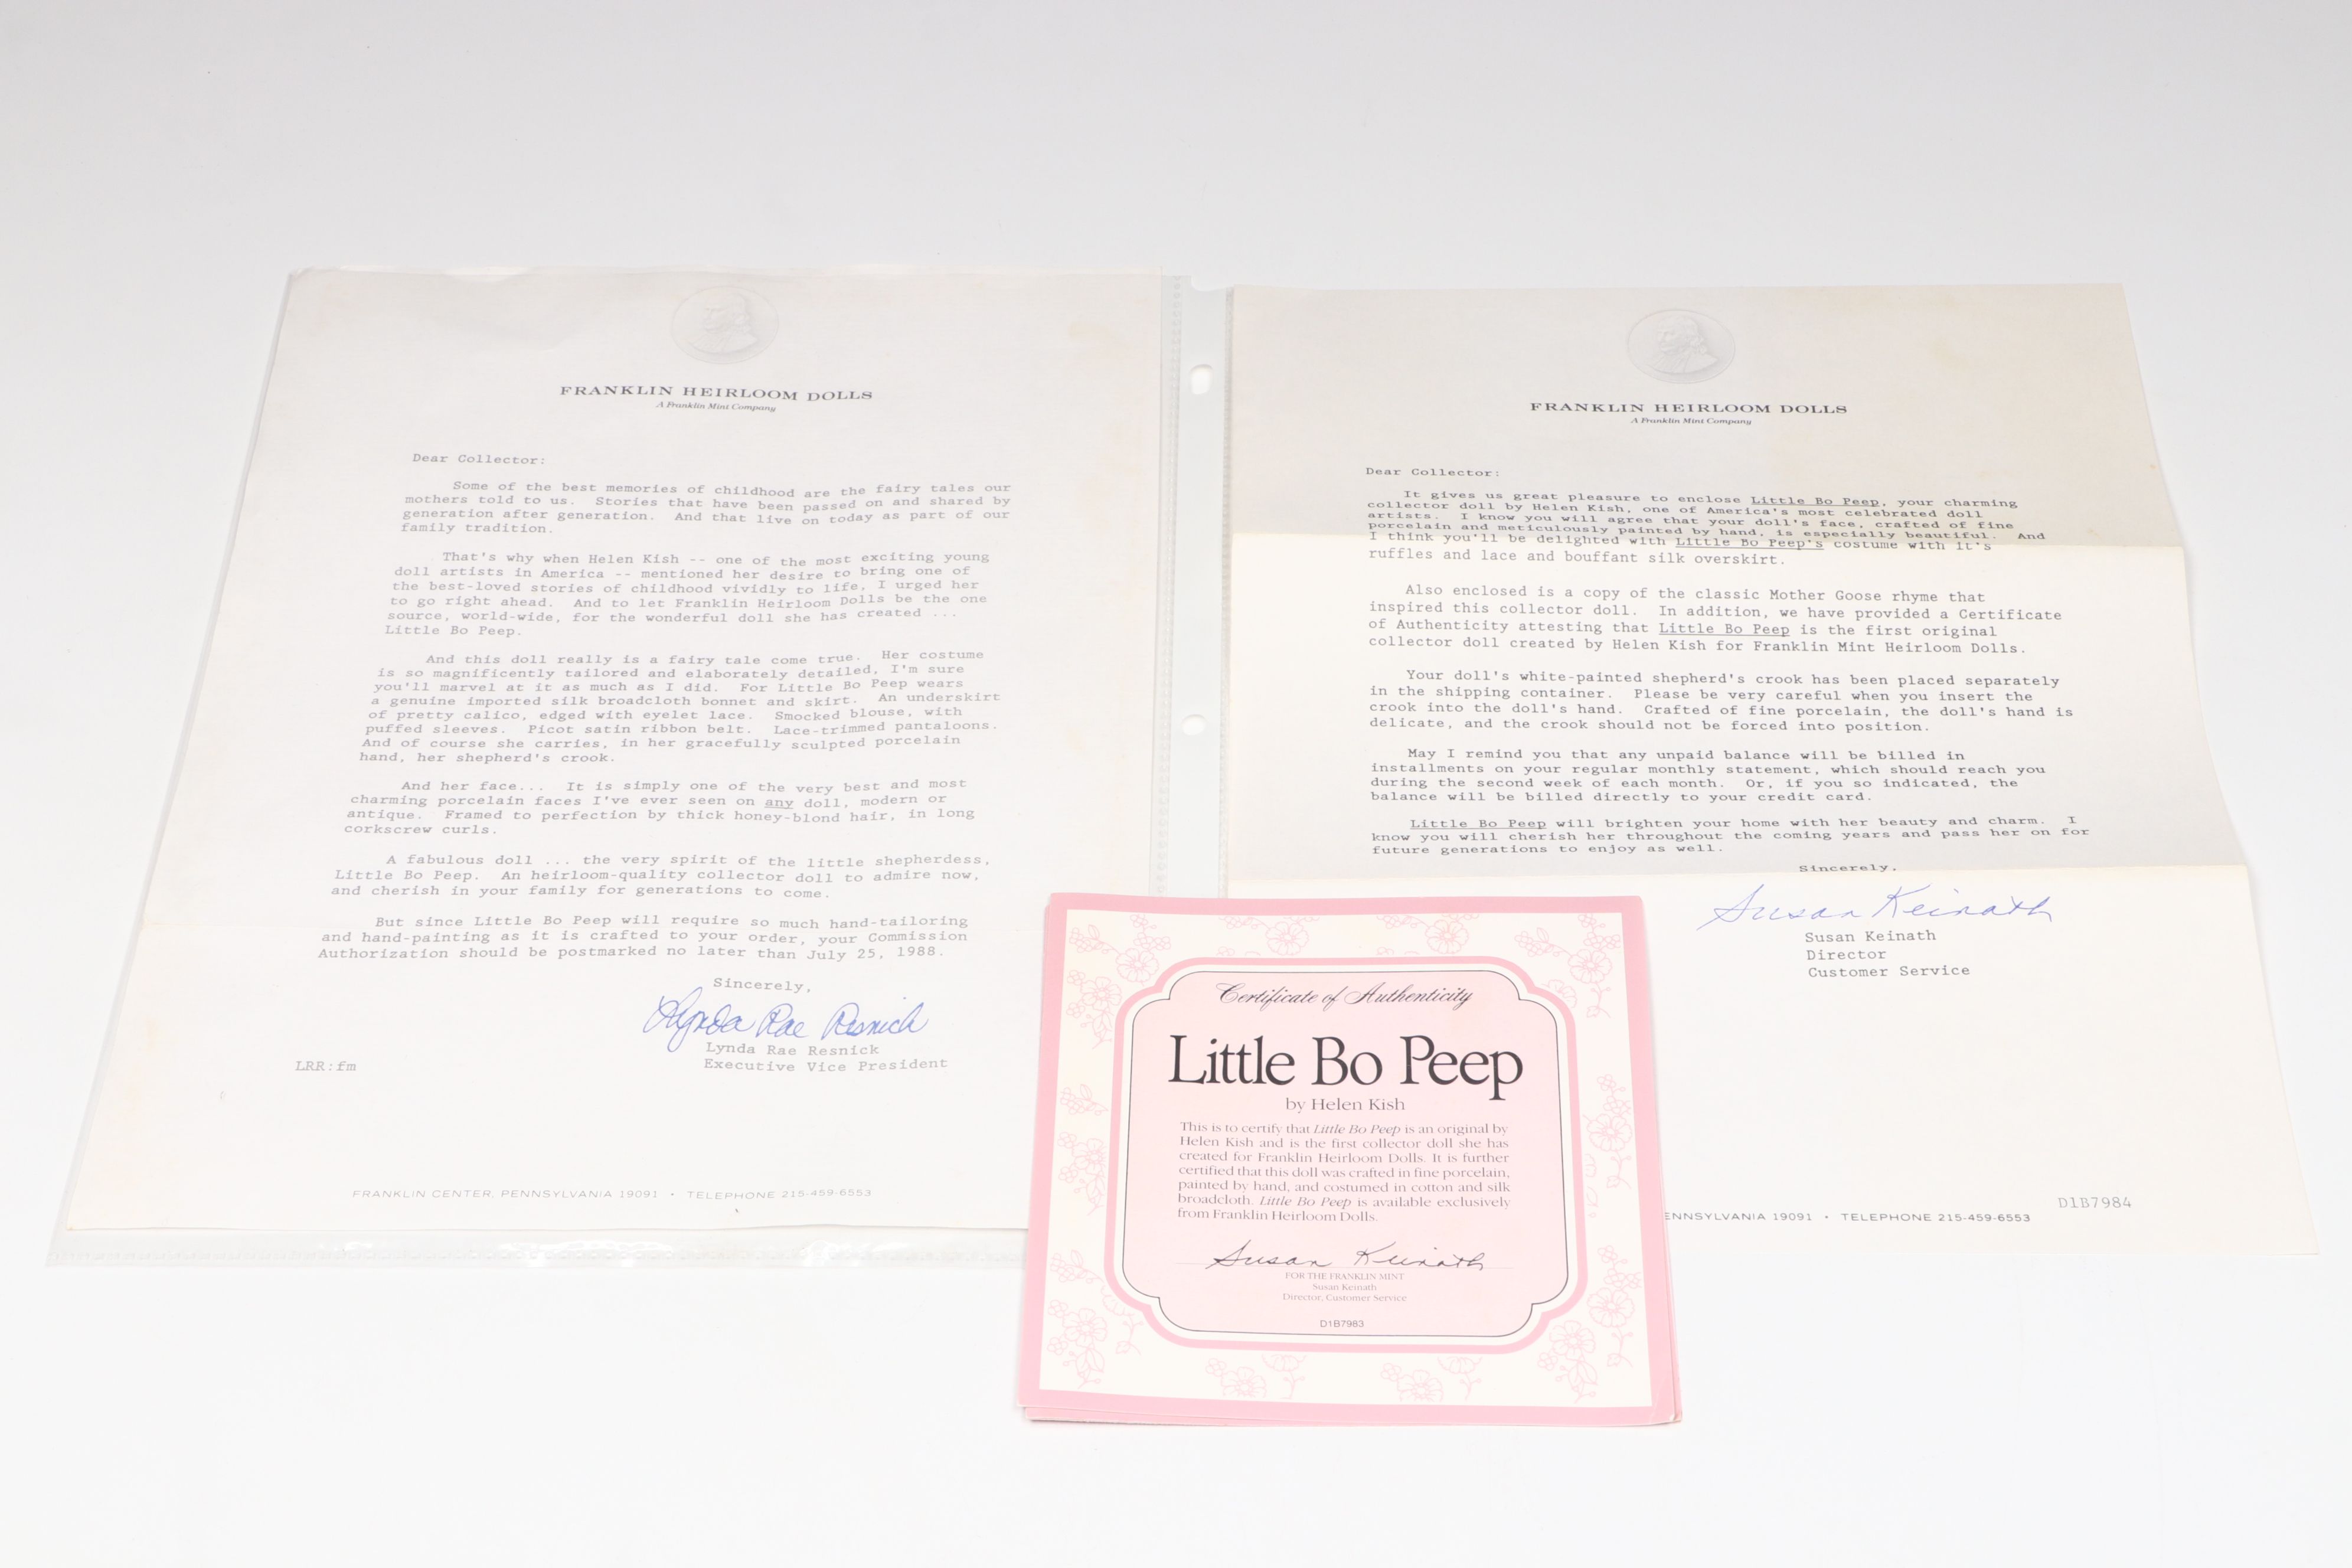 FRANKLIN HEIRLOOM DOLLS
A Franklin Mint Company
Dear Collector:
Some of the best memories of childhood are the fairy tales our
mothers told to us. Stories that have been passed on and shared by
generation after generation. And that live on today as part of our
family tradition.
That's why when Helen Kish -- one of the most exciting young
doll artists in America -- mentioned her desire to bring one of
the best-loved stories of childhood vividly to life, I urged her
to go right ahead. And to let Franklin Heirloom Dolls be the one
source, world-wide, for the wonderful doll she has created ...
Little Bo Peep.
And this doll really is a fairy tale come true. Her costume
is so magnificently tailored and elaborately detailed, I'm sure
you'll marvel at it as much as I did. For Little Bo Peep wears
a genuine imported silk broadcloth bonnet and skirt. An underskirt
of pretty calico, edged with eyelet lace. Smocked blouse, with
puffed sleeves. Picot satin ribbon belt. Lace-trimmed pantaloons.
And of course she carries, in her gracefully sculpted porcelain
hand, her shepherd's crook.
And her face... It is simply one of the very best and most
charming porcelain faces I've ever seen on any doll, modern or
antique. Framed to perfection by thick honey-blond hair, in long
corkscrew curls.
A fabulous doll ... the very spirit of the little shepherdess,
Little Bo Peep. An heirloom-quality collector doll to admire now,
and cherish in your family for generations to come.
But since Little Bo Peep will require so much hand-tailoring
and hand-painting as it is crafted to your order, your Commission
Authorization should be postmarked no later than July 25, 1988.
Sincerely,
Lynda Rae Resnick
Lynda Rae Resnick
Executive Vice President
LRR:fm
FRANKLIN CENTER, PENNSYLVANIA 19091 • TELEPHONE 215-459-6553
FRANKLIN HEIRLOOM DOLLS
A Franklin Mint Company
Dear Collector:
It gives us great pleasure to enclose Little Bo Peep, your charming
collector doll by Helen Kish, one of America's most celebrated doll
artists. I know you will agree that your doll's face, crafted of fine
porcelain and meticulously painted by hand, is especially beautiful. And
I think you'll be delighted with Little Bo Peep's costume with it's
ruffles and lace and bouffant silk overskirt.
Also enclosed is a copy of the classic Mother Goose rhyme that
inspired this collector doll. In addition, we have provided a Certificate
of Authenticity attesting that Little Bo Peep is the first original
collector doll created by Helen Kish for Franklin Mint Heirloom Dolls.
Your doll's white-painted shepherd's crook has been placed separately
in the shipping container. Please be very careful when you insert the
crook into the doll's hand. Crafted of fine porcelain, the doll's hand is
delicate, and the crook should not be forced into position.
May I remind you that any unpaid balance will be billed in
installments on your regular monthly statement, which should reach you
during the second week of each month. Or, if you so indicated, the
balance will be billed directly to your credit card.
Little Bo Peep will brighten your home with her beauty and charm. I
know you will cherish her throughout the coming years and pass her on for
future generations to enjoy as well.
Sincerely,
Susan Keinath
Susan Keinath
Director
Customer Service
D1B7984
ENNSYLVANIA 19091 • TELEPHONE 215-459-6553
Certificate of Authenticity
Little Bo Peep
by Helen Kish
This is to certify that Little Bo Peep is an original by
Helen Kish and is the first collector doll she has
created for Franklin Heirloom Dolls. It is further
certified that this doll was crafted in fine porcelain,
painted by hand, and costumed in cotton and silk
broadcloth. Little Bo Peep is available exclusively
from Franklin Heirloom Dolls.
Susan Keinath
FOR THE FRANKLIN MINT
Susan Keinath
Director, Customer Service
D1B7983